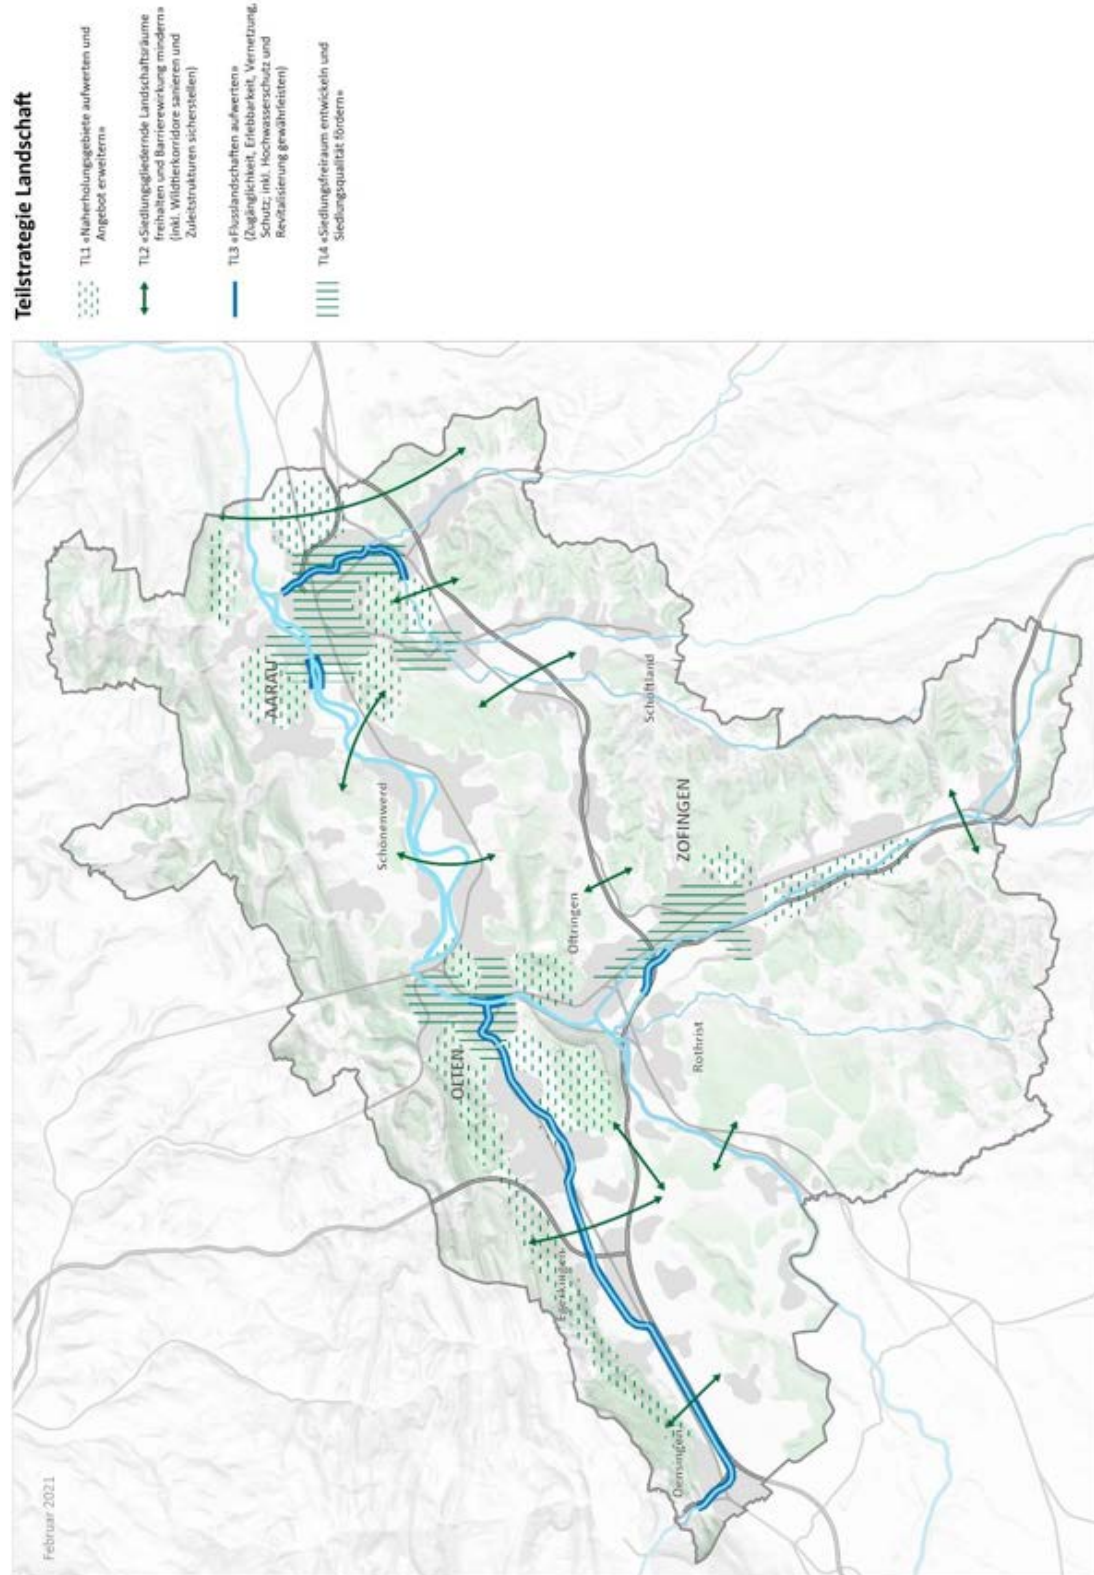 Teilstrategie Landschaft
TL1 «Naherholungsgebiete aufwerten und
Angebot erweitern»
TL2 «Siedlungsgliedernde Landschaftsräume
freihalten und Barrierewirkung mindern»
(inkl. Wildtierkorridore sanieren und
Zuleitstrukturen sicherstellen)
TL3 «Flusslandschaften aufwerten»
(Zugänglichkeit, Erlebbarkeit, Vernetzung,
Schutz; inkl. Hochwasserschutz und
Revitalisierung gewährleisten)
TL4 «Siedlungsfreiraum entwickeln und
Siedlungsqualität fördern»
Februar 2021
AARAU
Schönenwerd
OLTEN
Oftringen
ZOFINGEN
Schöftland
Rothrist
Egerkingen
Oensingen